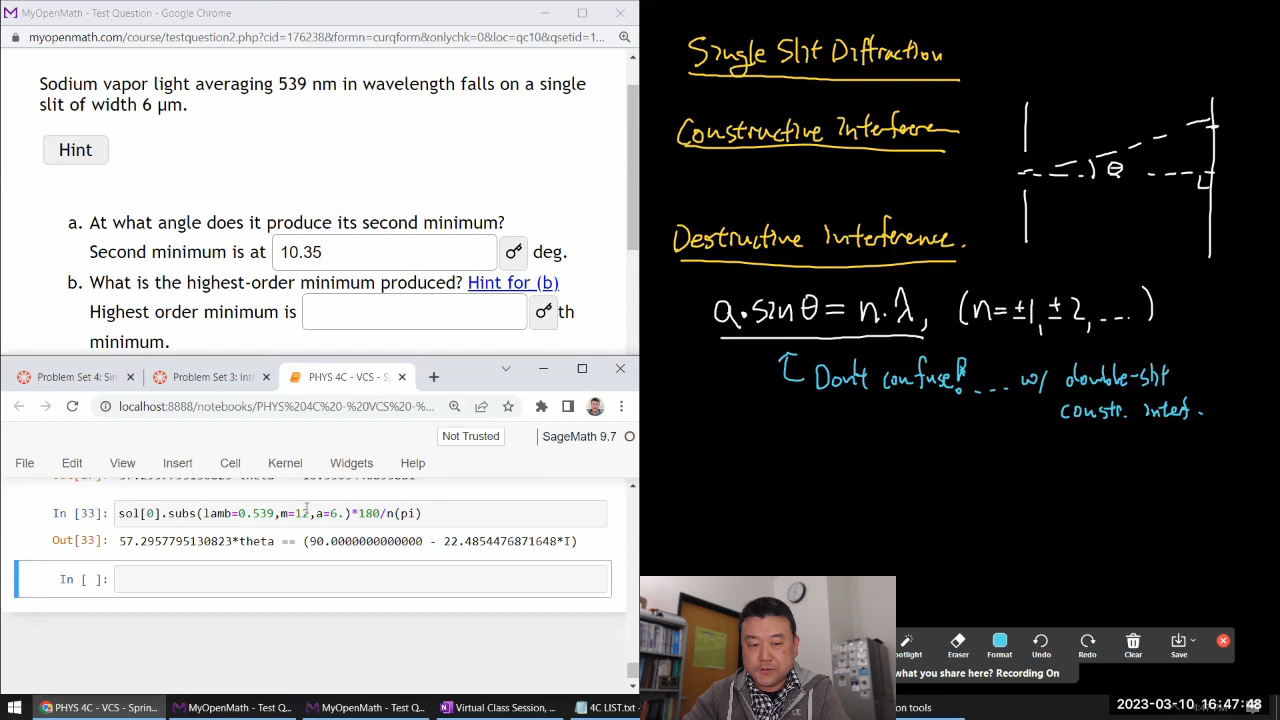 MyOpenMath - Test Question - Google Chrome
myopenmath.com/course/testquestion2.php?cid=176238&formn=curqform&onlychk=0&loc=qc10&qsetid=1...
Sodium vapor light averaging 539 nm in wavelength falls on a single
slit of width 6 μm.
Hint
a. At what angle does it produce its second minimum?
Second minimum is at 10.35 deg.
b. What is the highest-order minimum produced? Hint for (b)
Highest order minimum is th
minimum.
Problem Set 4: Sin
Problem Set 3: Inte
PHYS 4C - VCS - S
localhost:8888/notebooks/PHYS%204C%20-%20VCS%20-%...
Not Trusted
SageMath 9.7
File Edit View Insert Cell Kernel Widgets Help
In [33]: sol[0].subs(lamb=0.539,m=12,a=6.)*180/n(pi)
Out[33]: 57.2957795130823*theta == (90.0000000000000 - 22.4854476871648*I)
In [ ]:
Single Slit Diffraction
Constructive Interferen
θ
Destructive Interference.
a·sinθ = n·λ, (n=±1, ±2, ....)
Don't confuse! ... w/ double-slit
constr. interf.
potlight
Eraser
Format
Undo
Redo
Clear
Save
what you share here? Recording On
PHYS 4C - VCS - Sprin...
MyOpenMath - Test Q...
MyOpenMath - Test Q...
Virtual Class Session, ...
4C LIST.txt
on tools
2023-03-10 16:47:48